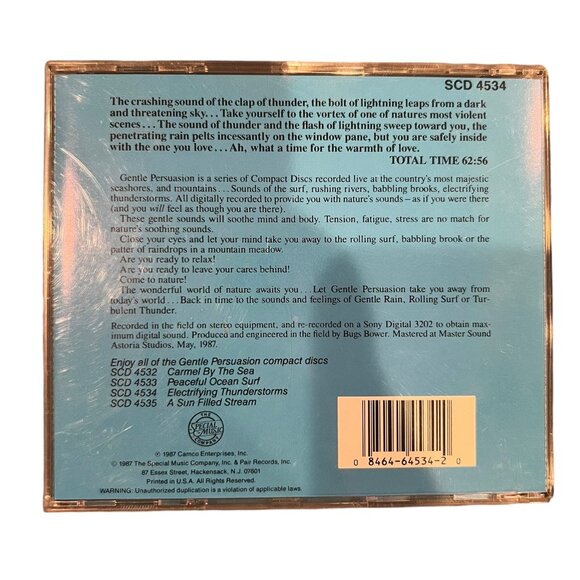 SCD 4534
The crashing sound of the clap of thunder, the bolt of lightning leaps from a dark
and threatening sky... Take yourself to the vortex of one of natures most violent
scenes... The sound of thunder and the flash of lightning sweep toward you, the
penetrating rain pelts incessantly on the window pane, but you are safely inside
with the one you love... Ah, what a time for the warmth of love.
TOTAL TIME 62:56
Gentle Persuasion is a series of Compact Discs recorded live at the country's most majestic
seashores, and mountains... Sounds of the surf, rushing rivers, babbling brooks, electrifying
thunderstorms. All digitally recorded to provide you with nature's sounds – as if you were there
(and you will feel as though you are there).
These gentle sounds will soothe mind and body. Tension, fatigue, stress are no match for
nature's soothing sounds.
Close your eyes and let your mind take you away to the rolling surf, babbling brook or the
patter of raindrops in a mountain meadow.
Are you ready to relax!
Are you ready to leave your cares behind!
Come to nature!
The wonderful world of nature awaits you... Let Gentle Persuasion take you away from
today's world... Back in time to the sounds and feelings of Gentle Rain, Rolling Surf or Tur-
bulent Thunder.
Recorded in the field on stereo equipment, and re-recorded on a Sony Digital 3202 to obtain max-
imum digital sound. Produced and engineered in the field by Bugs Bower. Mastered at Master Sound
Astoria Studios, May, 1987.
Enjoy all of the Gentle Persuasion compact discs
SCD 4532 Carmel By The Sea
SCD 4533 Peaceful Ocean Surf
SCD 4534 Electrifying Thunderstorms
SCD 4535 A Sun Filled Stream
THE
SPECIAL
MUSIC
COMPANY
℗ 1987 Camco Enterprises, Inc.
© 1987 The Special Music Company, Inc. & Pair Records, Inc.
87 Essex Street, Hackensack, N.J. 07601
Printed in U.S.A. All Rights Reserved.
WARNING: Unauthorized duplication is a violation of applicable laws.
0 8464-64534-2 0